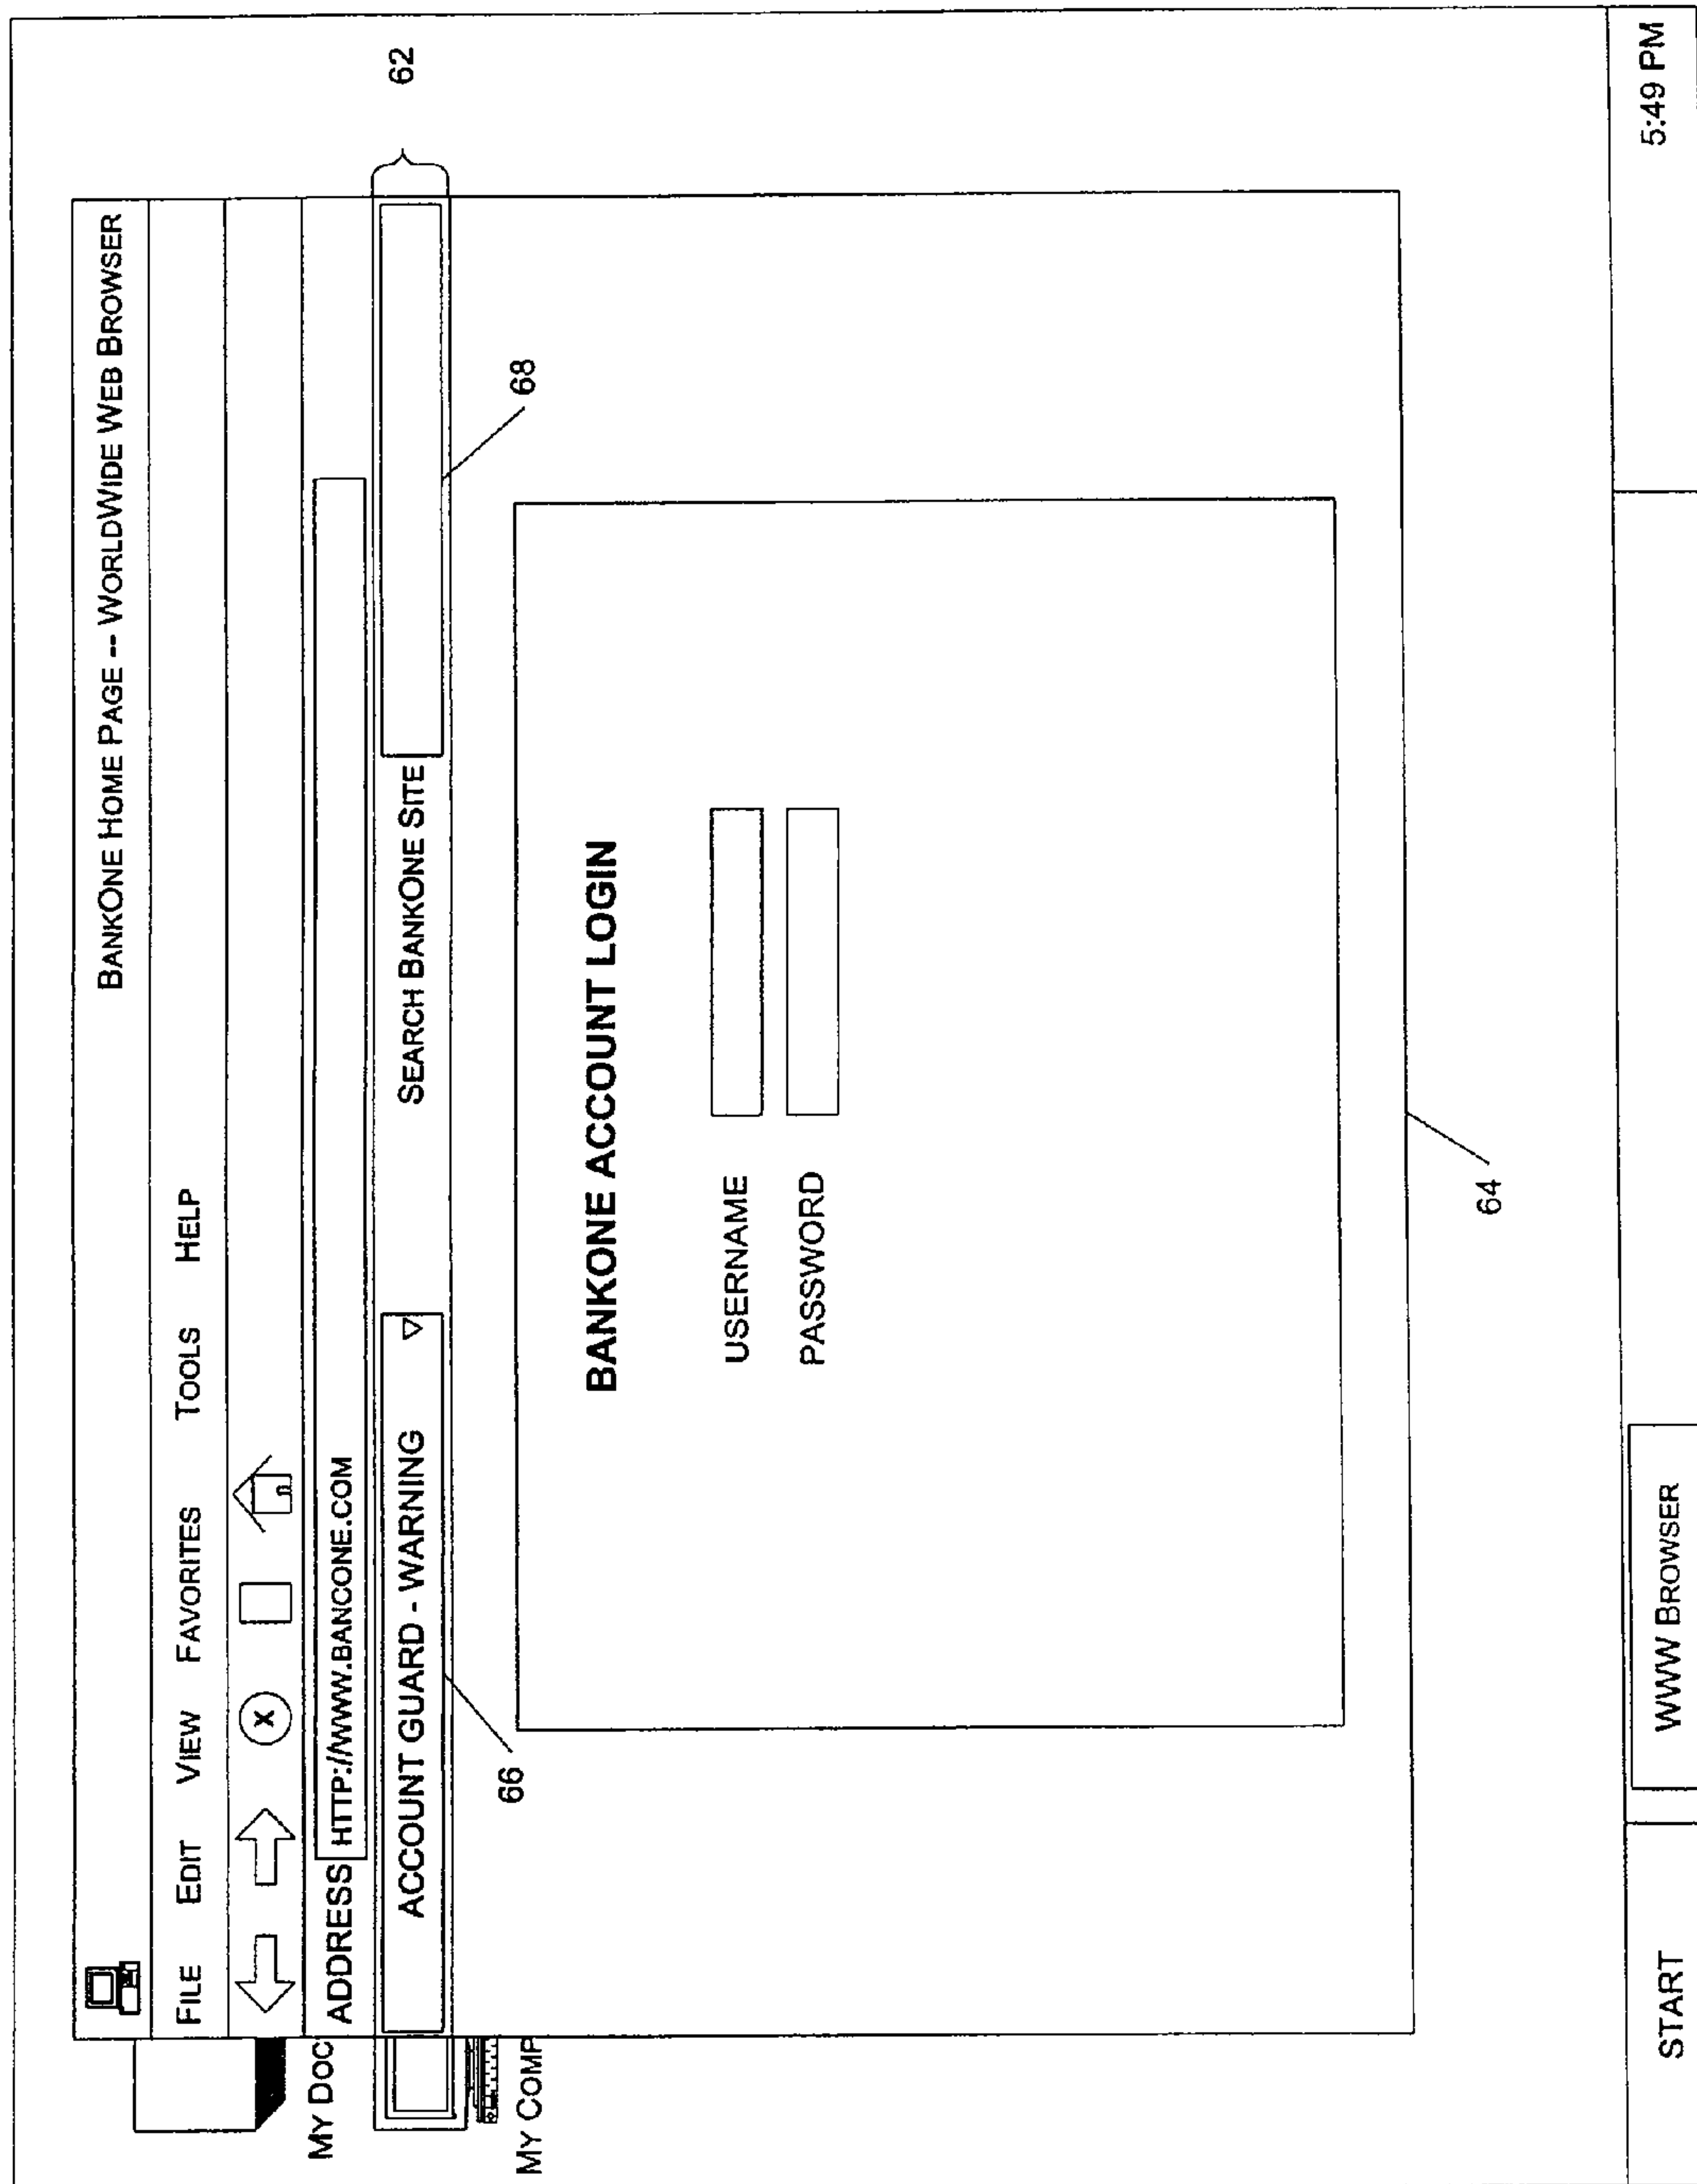 BANKONE HOME PAGE -- WORLDWIDE WEB BROWSER
FILE EDIT VIEW FAVORITES TOOLS HELP
X
MY DOC
ADDRESS HTTP://WWW.BANCONE.COM
ACCOUNT GUARD - WARNING ▽ SEARCH BANKONE SITE
62
MY COMP
66
68
BANKONE ACCOUNT LOGIN
USERNAME
PASSWORD
64
START WWW BROWSER 5:49 PM